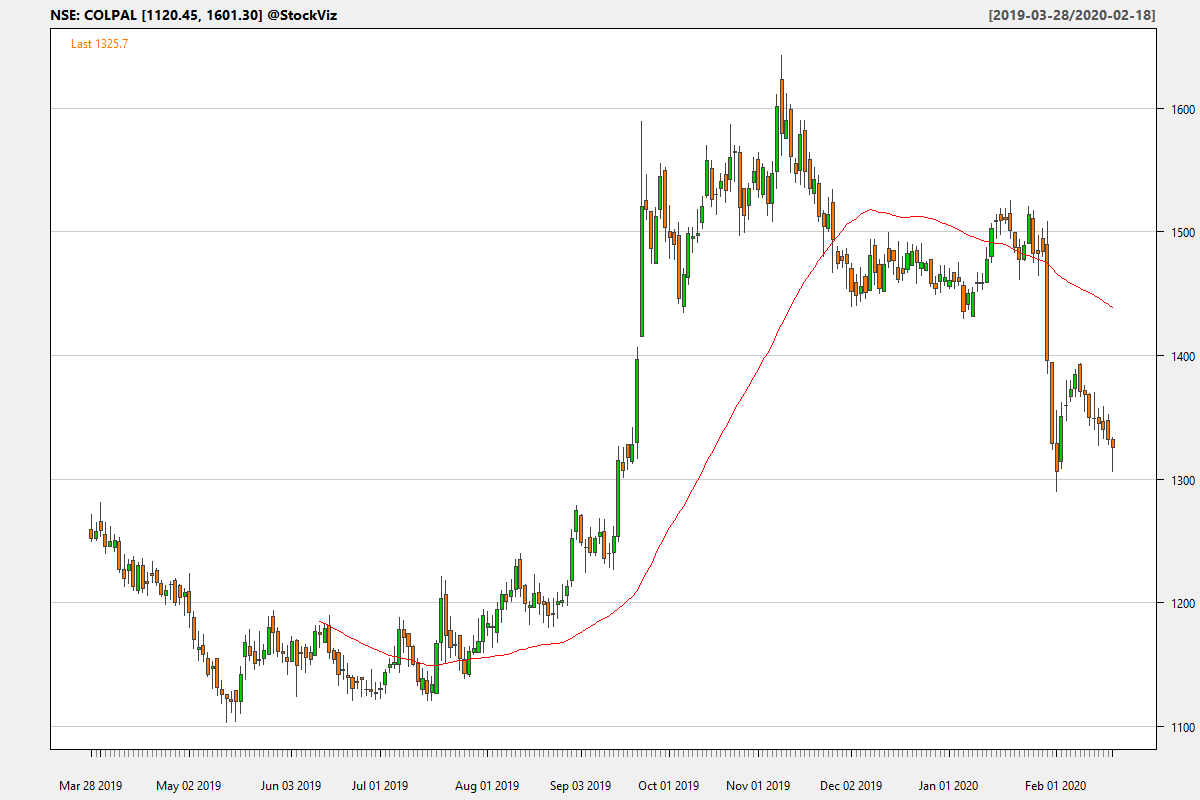 NSE: COLPAL [1120.45, 1601.30] @StockViz
[2019-03-28/2020-02-18]
Last 1325.7
1600
1500
1400
1300
1200
1100
Mar 28 2019 May 02 2019 Jun 03 2019 Jul 01 2019 Aug 01 2019 Sep 03 2019 Oct 01 2019 Nov 01 2019 Dec 02 2019 Jan 01 2020 Feb 01 2020